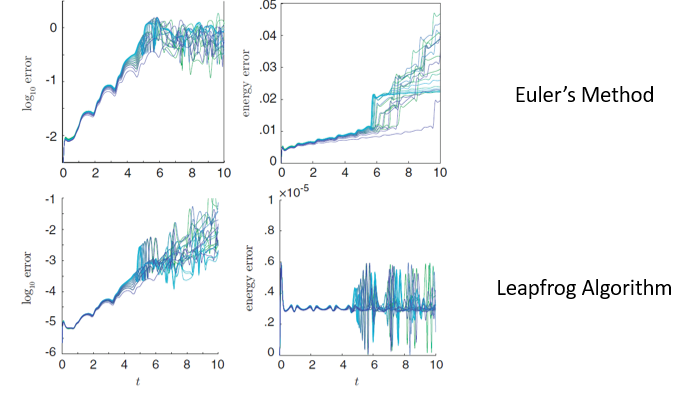 0
-1
-2
log10 error
0 2 4 6 8 10
.05
.04
.03
.02
.01
0
energy error
0 2 4 6 8 10
Euler's Method
-1
-2
-3
-4
-5
-6
log10 error
0 2 4 6 8 10
t
×10-5
1
.8
.6
.4
.2
0
energy error
0 2 4 6 8 10
t
Leapfrog Algorithm